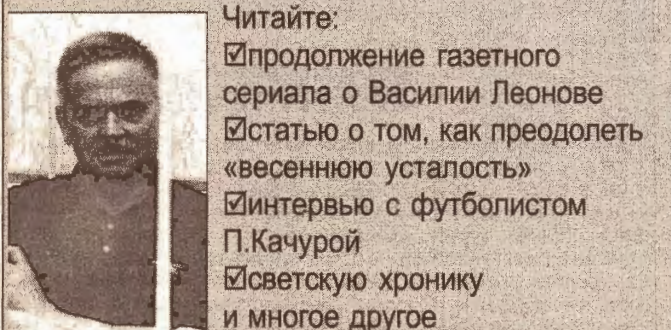 Читайте:
☑продолжение газетного
сериала о Василии Леонове
☑статью о том, как преодолеть
«весеннюю усталость»
☑интервью с футболистом
П.Качурой
☑светскую хронику
и многое другое